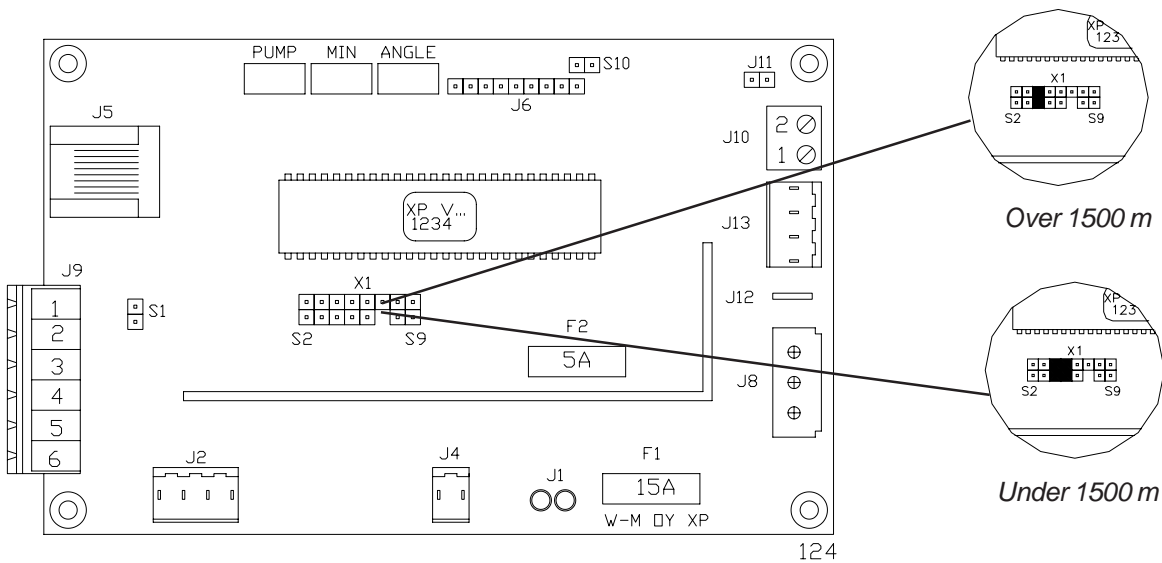 PUMP MIN ANGLE
S10
J11
J6
J5
J10
2
1
XP V...
1234
J13
J9
X1
J12
S1
S2 S9
F2
5A
J8
1
2
3
4
5
6
J2
J4
J1
F1
15A
W-M OY XP
124
XP
123
X1
S2 S9
Over 1500 m
XP
123
X1
S2 S9
Under 1500 m